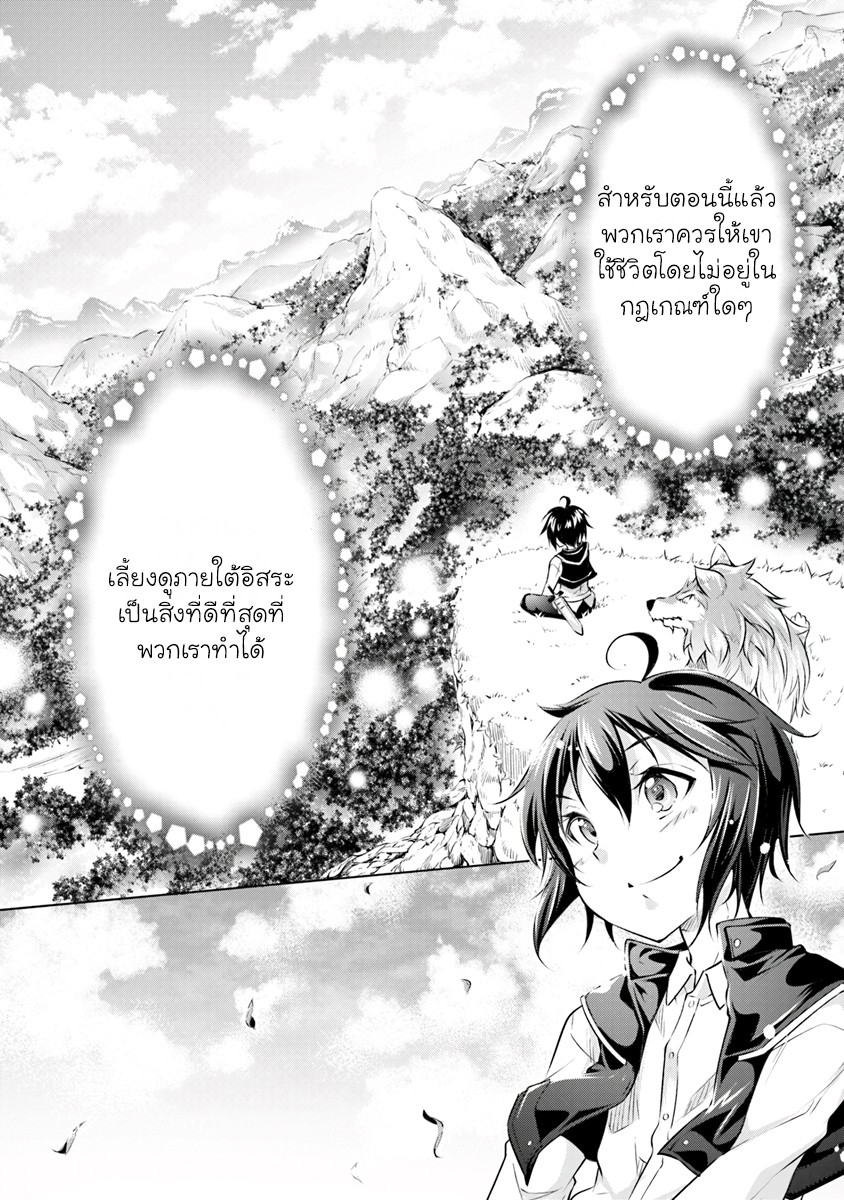 สำหรับตอนนี้แล้ว
พวกเราควรให้เขา
ใช้ชีวิตโดยไม่อยู่ใน
กฎเกณฑ์ใดๆ
เลี้ยงดูภายใต้อิสระ
เป็นสิ่งที่ดีที่สุดที่
พวกเราทำได้